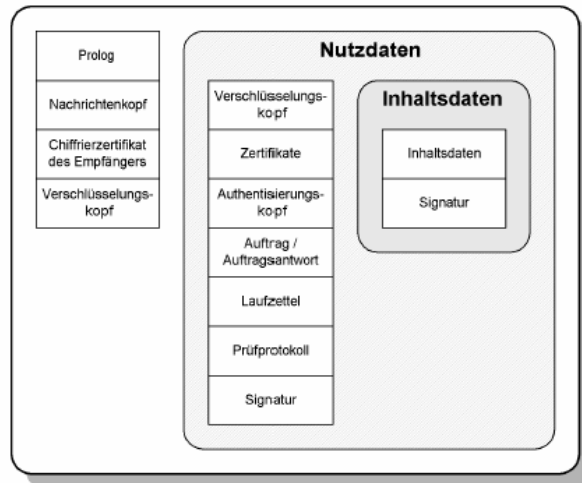 Prolog
Nachrichtenkopf
Chiffrierzertifikat
des Empfängers
Verschlüsselungs-
kopf
Nutzdaten
Verschlüsselungs-
kopf
Zertifikate
Authentisierungs-
kopf
Auftrag /
Auftragsantwort
Laufzettel
Prüfprotokoll
Signatur
Inhaltsdaten
Inhaltsdaten
Signatur